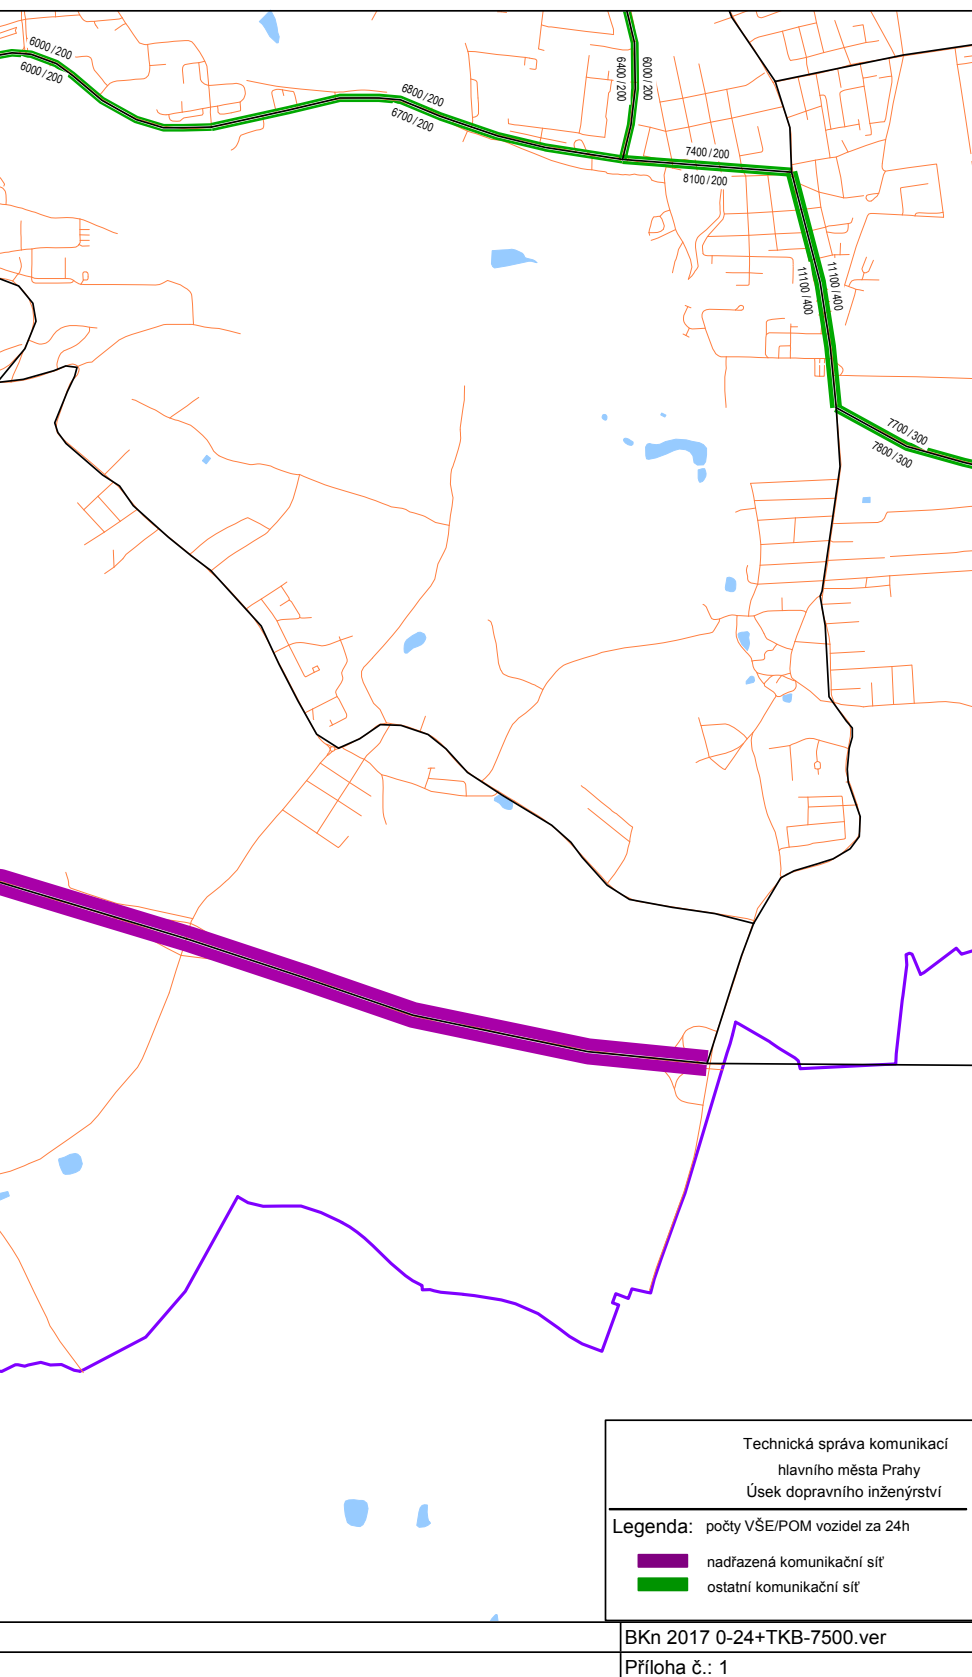 6000 / 200
6000 / 200
6800 / 200
6700 / 200
6400 / 200
6000 / 200
7400 / 200
8100 / 200
11100 / 400
11100 / 400
7700 / 300
7800 / 300
Technická správa komunikací
hlavního města Prahy
Úsek dopravního inženýrství
Legenda: počty VŠE/POM vozidel za 24h
nadřazená komunikační síť
ostatní komunikační síť
BKn 2017 0-24+TKB-7500.ver
Příloha č.: 1